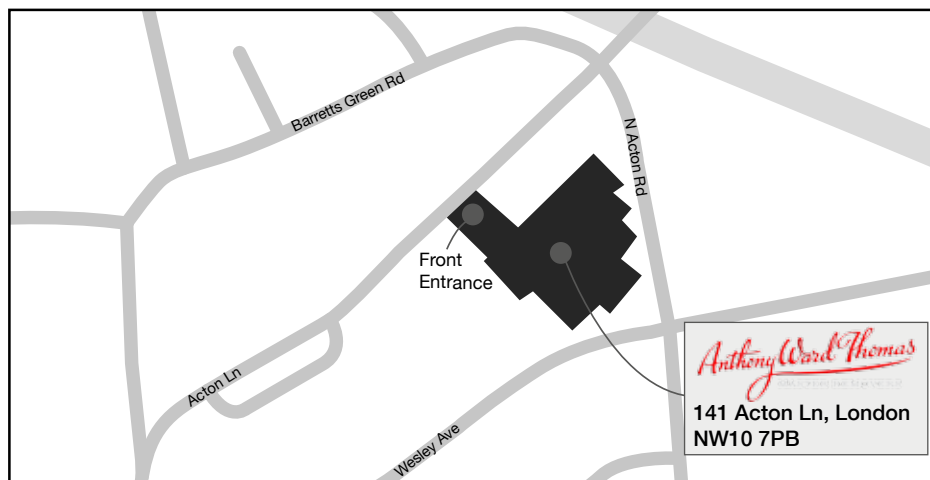 Barretts Green Rd
N Acton Rd
Front
Entrance
Acton Ln
Wesley Ave
Anthony Ward Thomas
141 Acton Ln, London
NW10 7PB